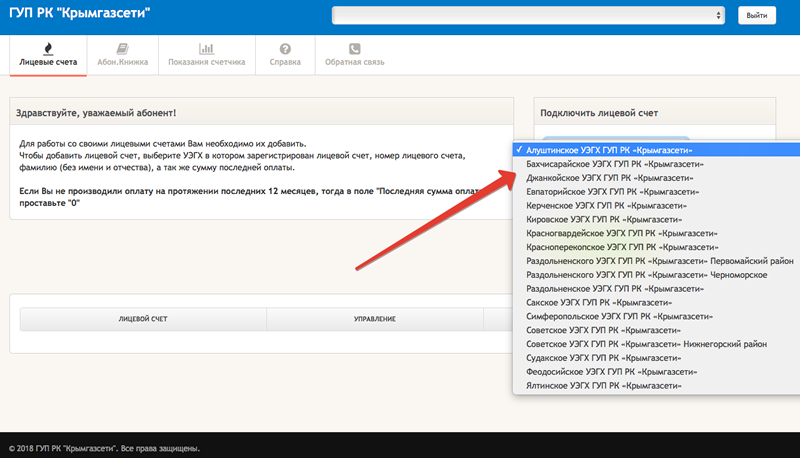 ГУП РК "Крымгазсети"
Выйти
Лицевые счета
Абон.Книжка
Показания счетчика
Справка
Обратная связь
Здравствуйте, уважаемый абонент!
Для работы со своими лицевыми счетами Вам необходимо их добавить.
Чтобы добавить лицевой счет, выберите УЭГХ в котором зарегистрирован лицевой счет, номер лицевого счета,
фамилию (без имени и отчества), а так же сумму последней оплаты.
Если Вы не производили оплату на протяжении последних 12 месяцев, тогда в поле "Последняя сумма оплаты"
проставьте "0"
Подключить лицевой счет
✓ Алуштинское УЭГХ ГУП РК «Крымгазсети»
Бахчисарайское УЭГХ ГУП РК «Крымгазсети»
Джанкойское УЭГХ ГУП РК «Крымгазсети»
Евпаторийское УЭГХ ГУП РК «Крымгазсети»
Керченское УЭГХ ГУП РК «Крымгазсети»
Кировское УЭГХ ГУП РК «Крымгазсети»
Красногвардейское УЭГХ ГУП РК «Крымгазсети»
Красноперекопское УЭГХ ГУП РК «Крымгазсети»
Раздольненского УЭГХ ГУП РК «Крымгазсети» Первомайский район
Раздольненского УЭГХ ГУП РК «Крымгазсети» Черноморское
Раздольненское УЭГХ ГУП РК «Крымгазсети»
Сакское УЭГХ ГУП РК «Крымгазсети»
Симферопольское УЭГХ ГУП РК «Крымгазсети»
Советское УЭГХ ГУП РК «Крымгазсети»
Советское УЭГХ ГУП РК «Крымгазсети» Нижнегорский район
Судакское УЭГХ ГУП РК «Крымгазсети»
Феодосийское УЭГХ ГУП РК «Крымгазсети»
Ялтинское УЭГХ ГУП РК «Крымгазсети»
ЛИЦЕВОЙ СЧЕТ
УПРАВЛЕНИЕ
© 2018 ГУП РК "Крымгазсети". Все права защищены.